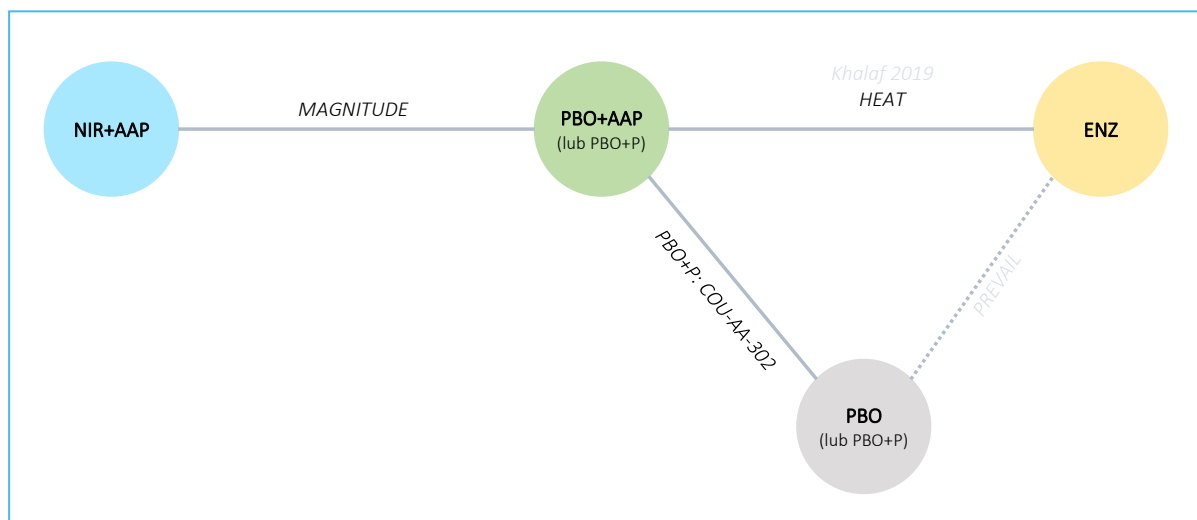 NIR+AAP
MAGNITUDE
PBO+AAP
(lub PBO+P)
Khalaf 2019
HEAT
ENZ
PBO+P: COU-AA-302
PREVAIL
PBO
(lub PBO+P)